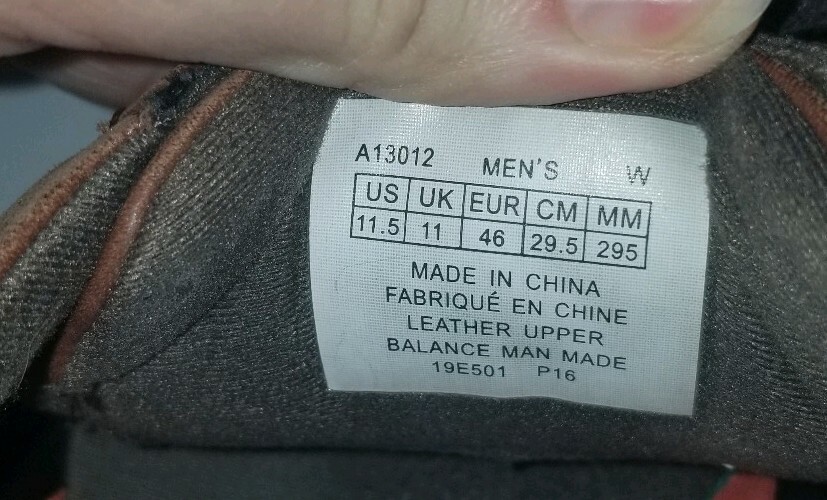 A13012 MEN'S W
US UK EUR CM MM
11.5 11 46 29.5 295
MADE IN CHINA
FABRIQUÉ EN CHINE
LEATHER UPPER
BALANCE MAN MADE
19E501 P16